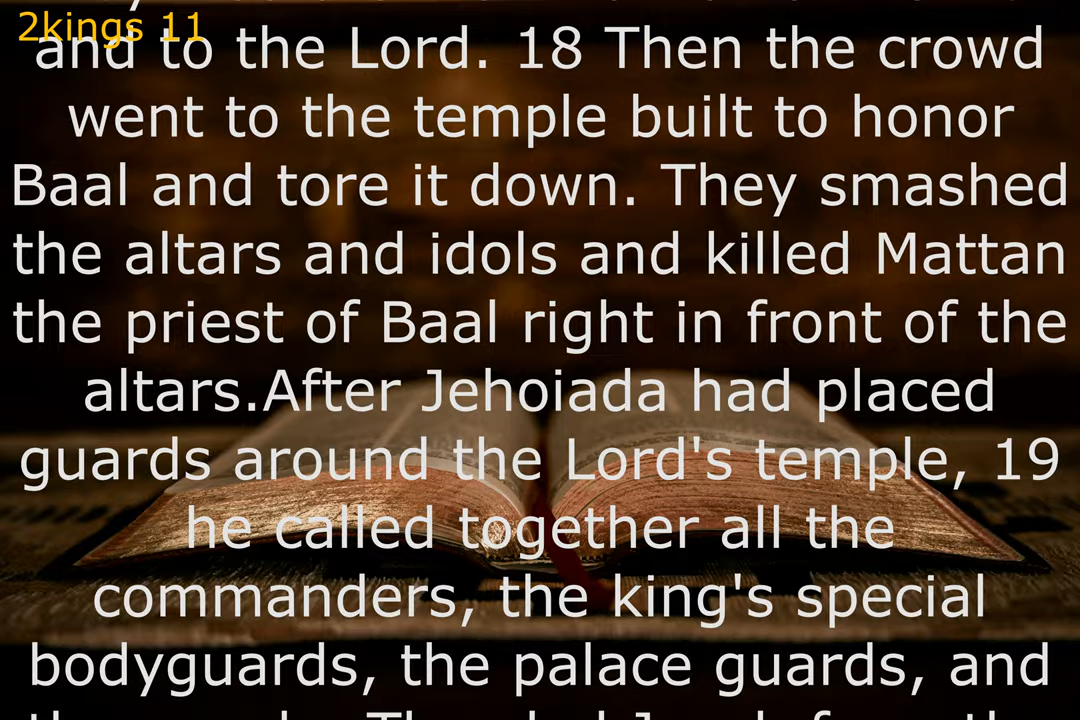 2kings 11
and to the Lord. 18 Then the crowd
went to the temple built to honor
Baal and tore it down. They smashed
the altars and idols and killed Mattan
the priest of Baal right in front of the
altars.After Jehoiada had placed
guards around the Lord's temple, 19
he called together all the
commanders, the king's special
bodyguards, the palace guards, and